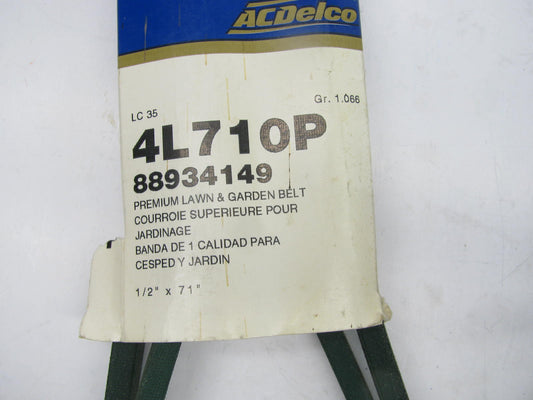 ACDelco
LC 35
Gr. 1.066
4L710P
88934149
PREMIUM LAWN & GARDEN BELT
COURROIE SUPERIEURE POUR
JARDINAGE
BANDA DE 1 CALIDAD PARA
CESPED Y JARDIN
1/2" x 71"